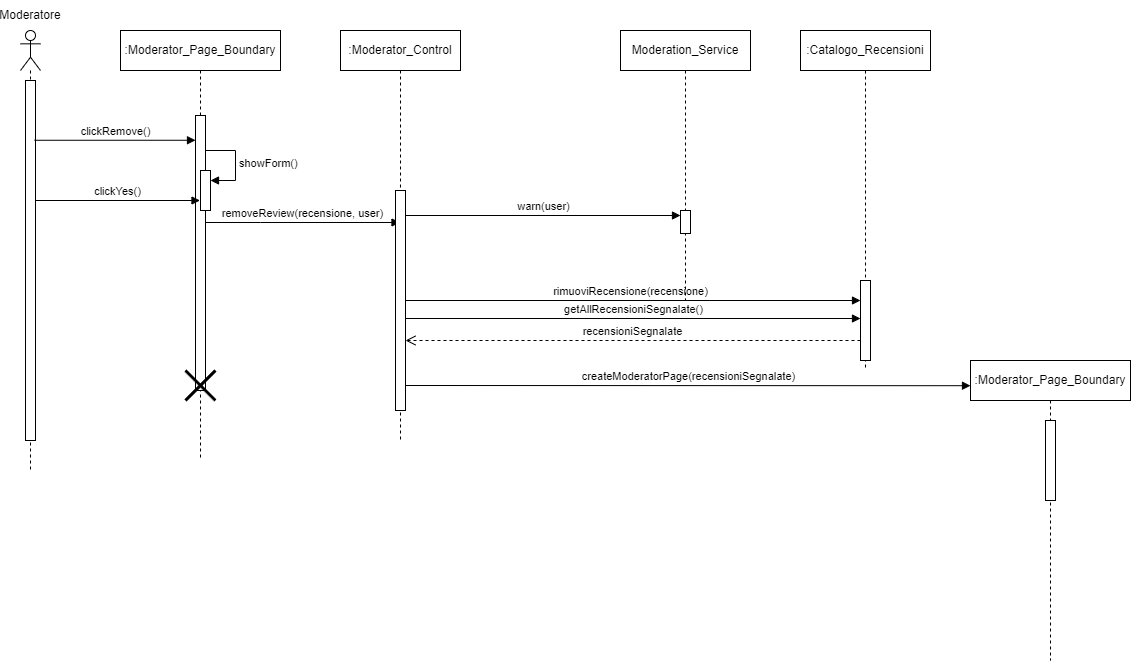 Moderatore
:Moderator_Page_Boundary
:Moderator_Control
Moderation_Service
:Catalogo_Recensioni
clickRemove()
showForm()
clickYes()
removeReview(recensione, user)
warn(user)
rimuoviRecensione(recensione)
getAllRecensioniSegnalate()
recensioniSegnalate
createModeratorPage(recensioniSegnalate)
:Moderator_Page_Boundary